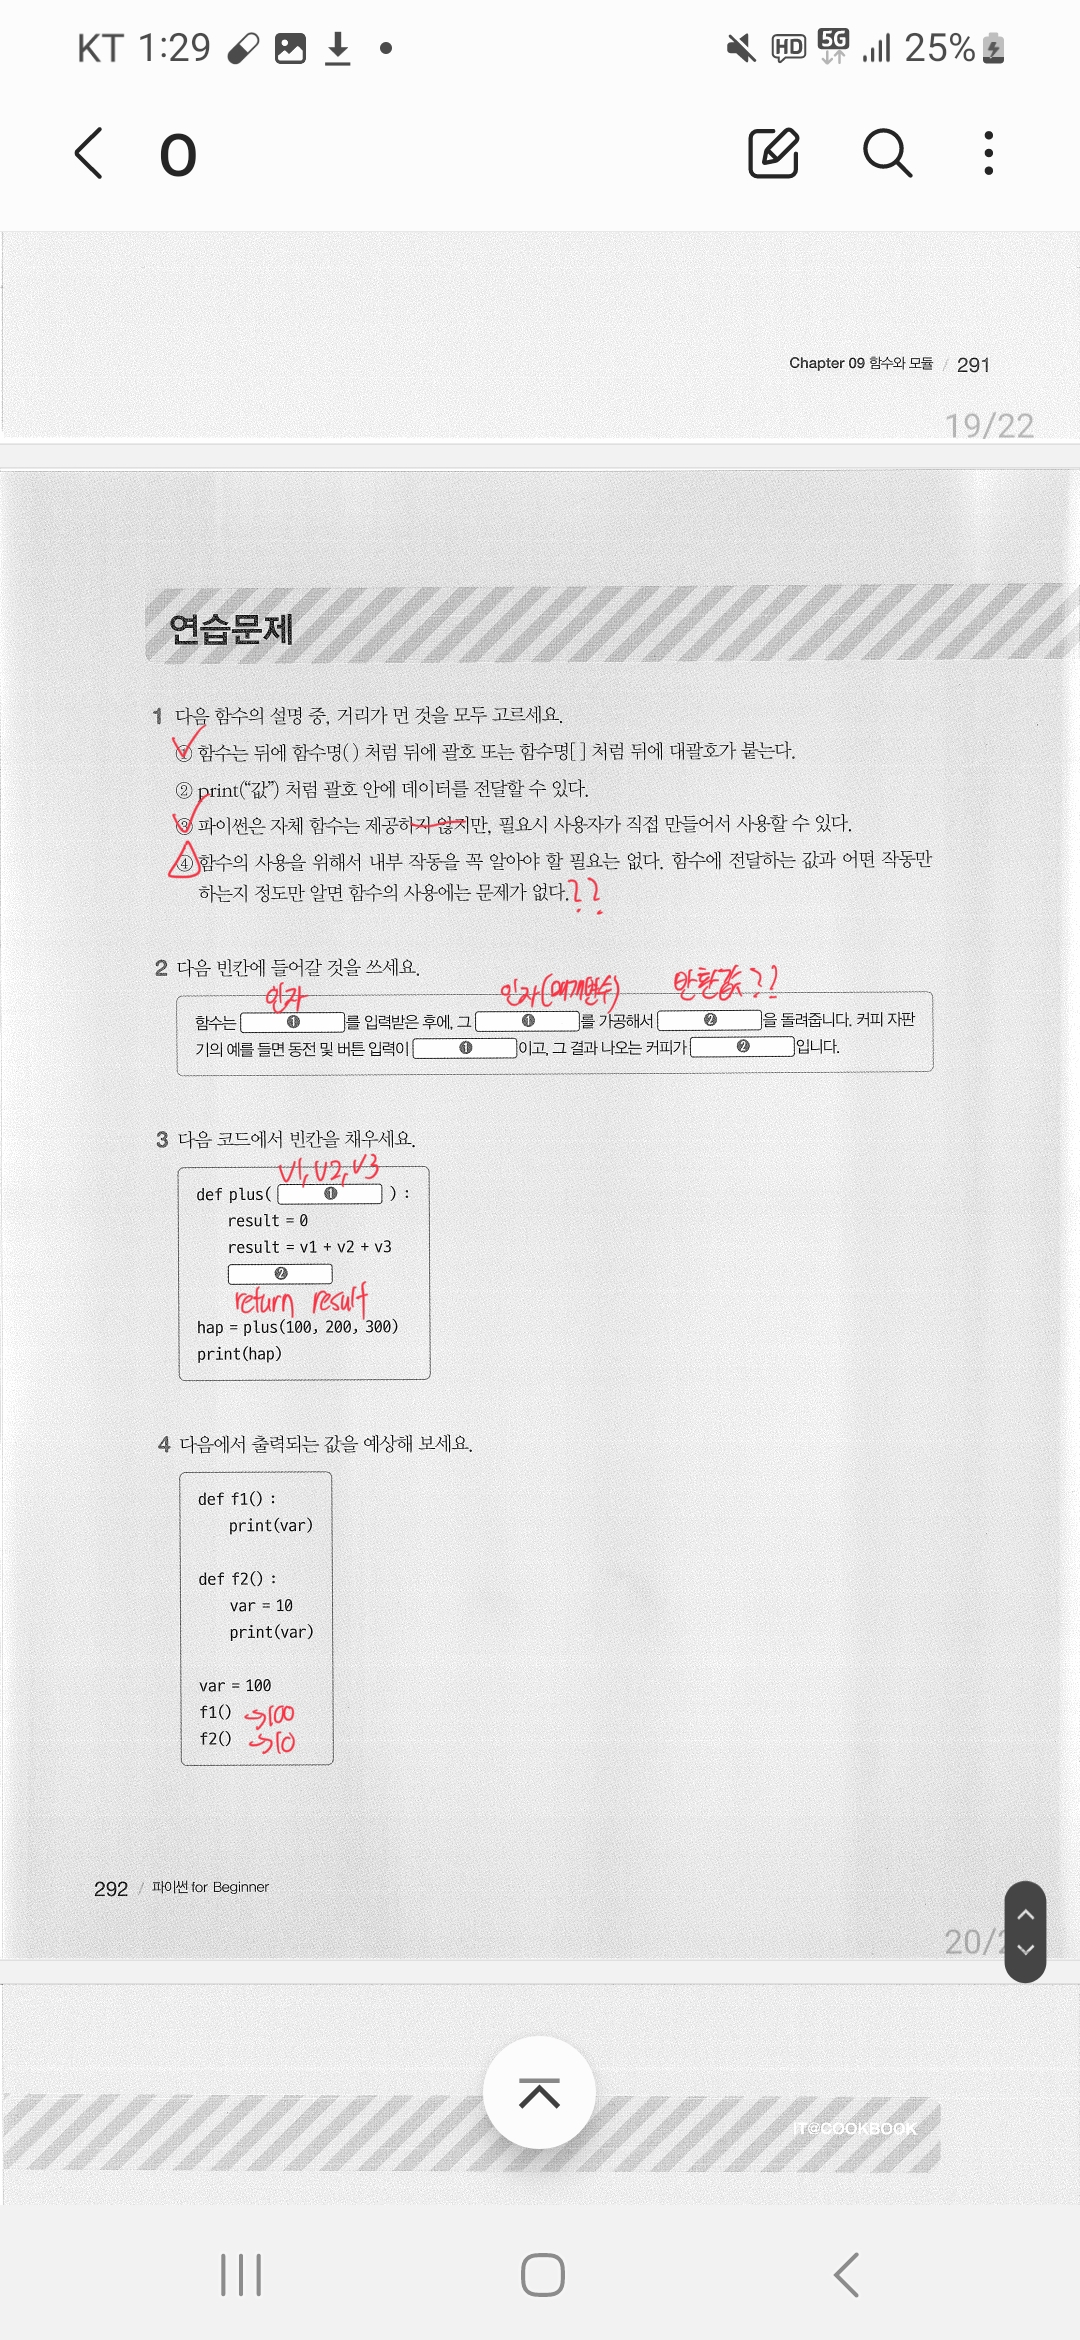 KT 1:29
HD 5G 25%
O
Chapter 09 함수와 모듈 / 291
19/22
연습문제
1 다음 함수의 설명 중, 거리가 먼 것을 모두 고르세요.
① 함수는 뒤에 함수명( ) 처럼 뒤에 괄호 또는 함수명[ ] 처럼 뒤에 대괄호가 붙는다.
② print(“값”) 처럼 괄호 안에 데이터를 전달할 수 있다.
③ 파이썬은 자체 함수는 제공하지 않지만, 필요시 사용자가 직접 만들어서 사용할 수 있다.
④ 함수의 사용을 위해서 내부 작동을 꼭 알아야 할 필요는 없다. 함수에 전달하는 값과 어떤 작동만
하는지 정도만 알면 함수의 사용에는 문제가 없다.??
2 다음 빈칸에 들어갈 것을 쓰세요.
인자 인자(매개변수) 반환값??
함수는 ❶ 를 입력받은 후에, 그 ❶ 를 가공해서 ❷ 을 돌려줍니다. 커피 자판
기의 예를 들면 동전 및 버튼 입력이 ❶ 이고, 그 결과 나오는 커피가 ❷ 입니다.
3 다음 코드에서 빈칸을 채우세요.
v1, v2, v3
def plus( ❶ ) :
result = 0
result = v1 + v2 + v3
❷
return result
hap = plus(100, 200, 300)
print(hap)
4 다음에서 출력되는 값을 예상해 보세요.
def f1() :
print(var)
def f2() :
var = 10
print(var)
var = 100
f1() →100
f2() →10
292 / 파이썬 for Beginner
20/2
IT@COOKBOOK